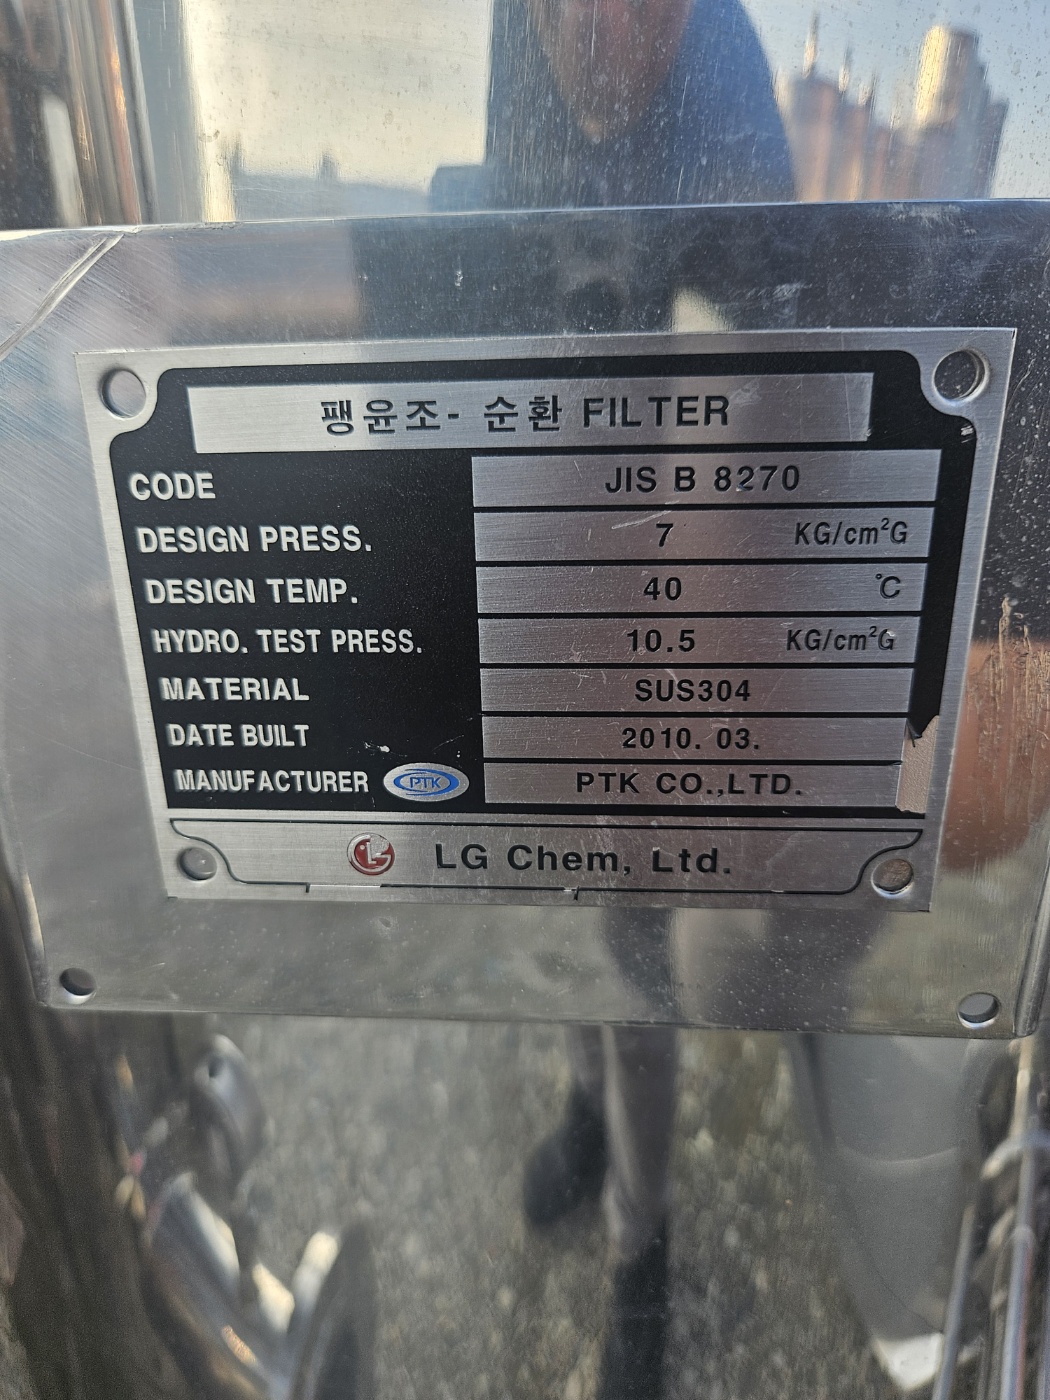 팽윤조- 순환 FILTER
CODE JIS B 8270
DESIGN PRESS. 7 KG/cm²G
DESIGN TEMP. 40 ℃
HYDRO. TEST PRESS. 10.5 KG/cm²G
MATERIAL SUS304
DATE BUILT 2010. 03.
MANUFACTURER PTK PTK CO.,LTD.
LG LG Chem, Ltd.